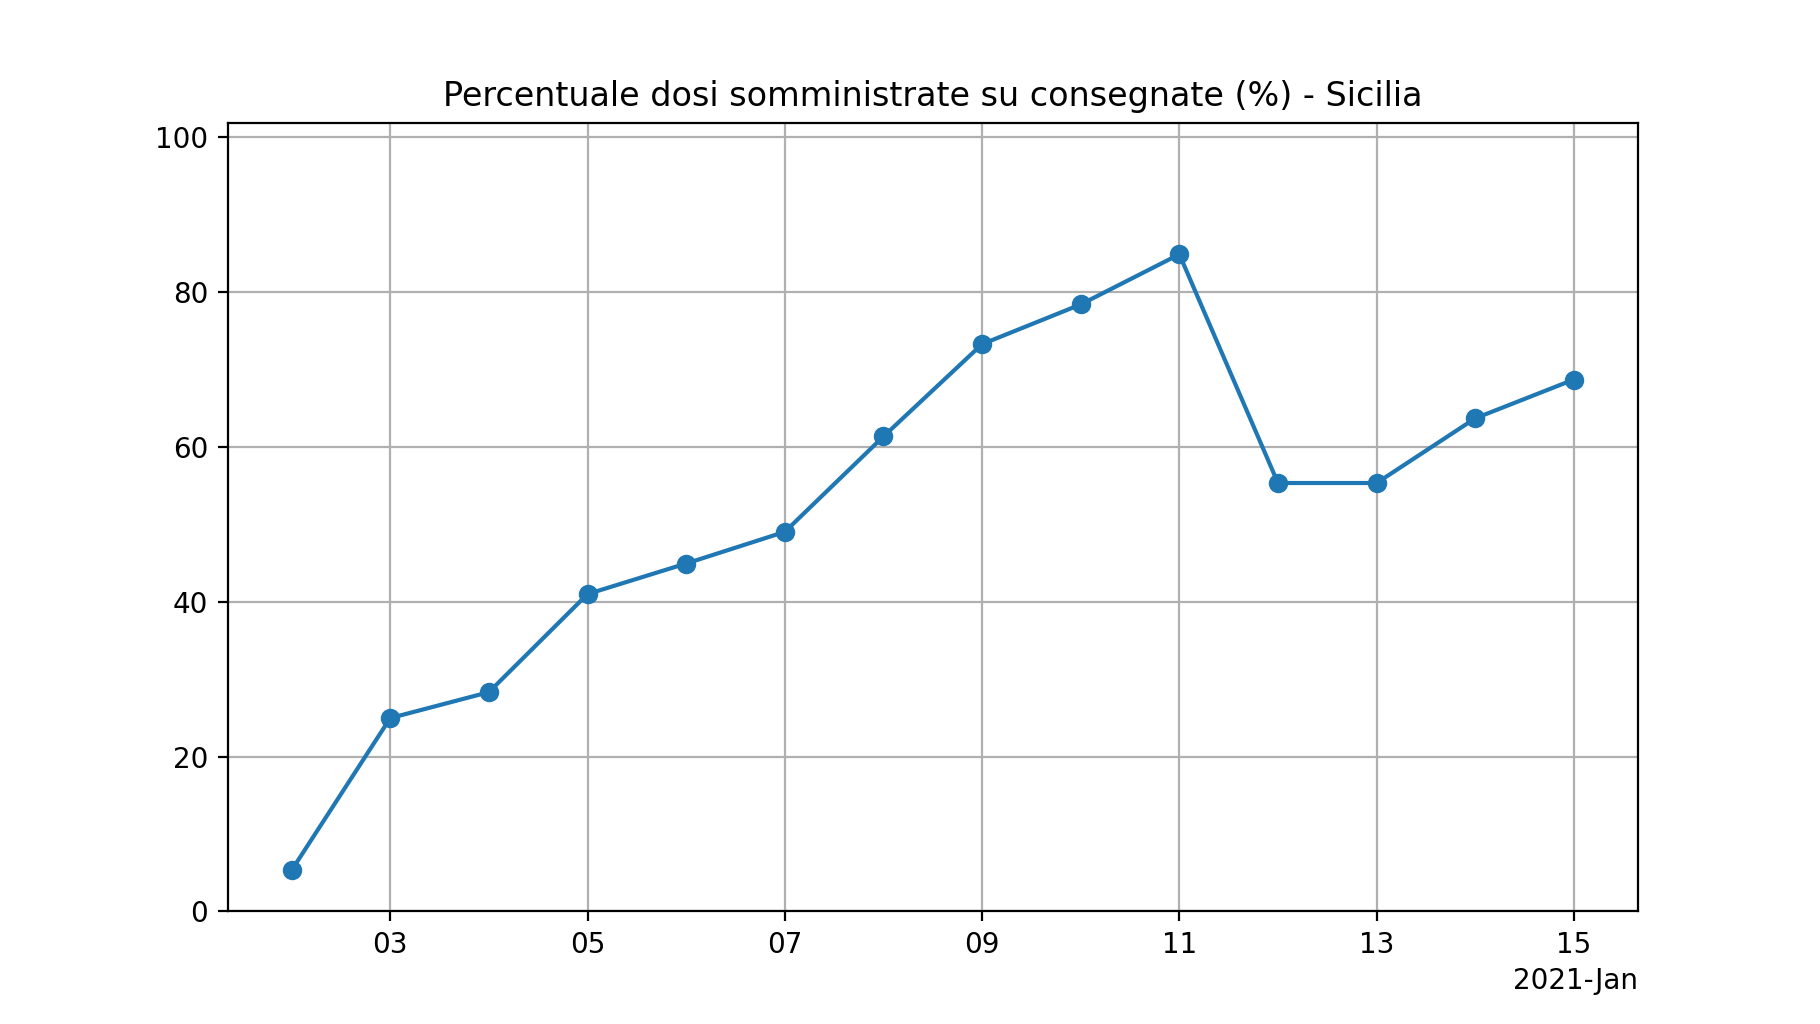 Percentuale dosi somministrate su consegnate (%) - Sicilia
100
80
60
40
20
0
03 05 07 09 11 13 15
2021-Jan